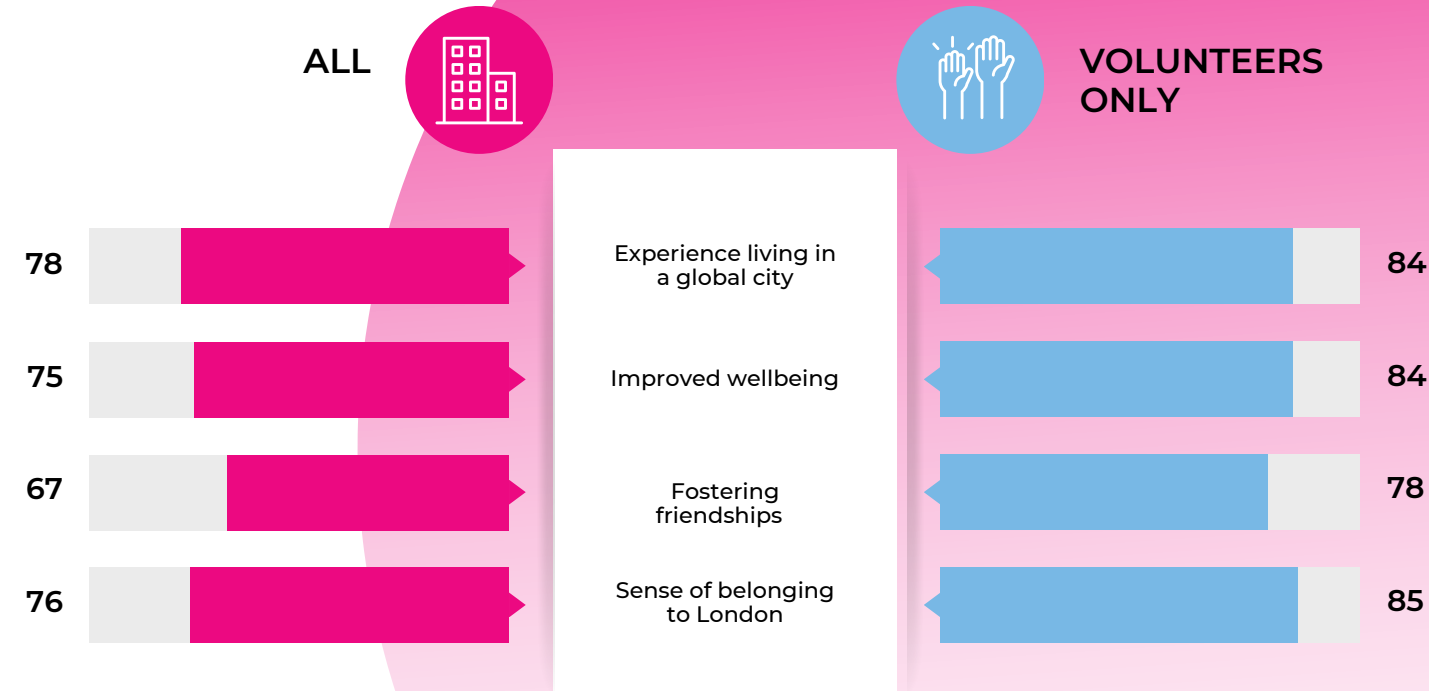 ALL
VOLUNTEERS
ONLY
78
Experience living in
a global city
84
75
Improved wellbeing
84
67
Fostering
friendships
78
76
Sense of belonging
to London
85